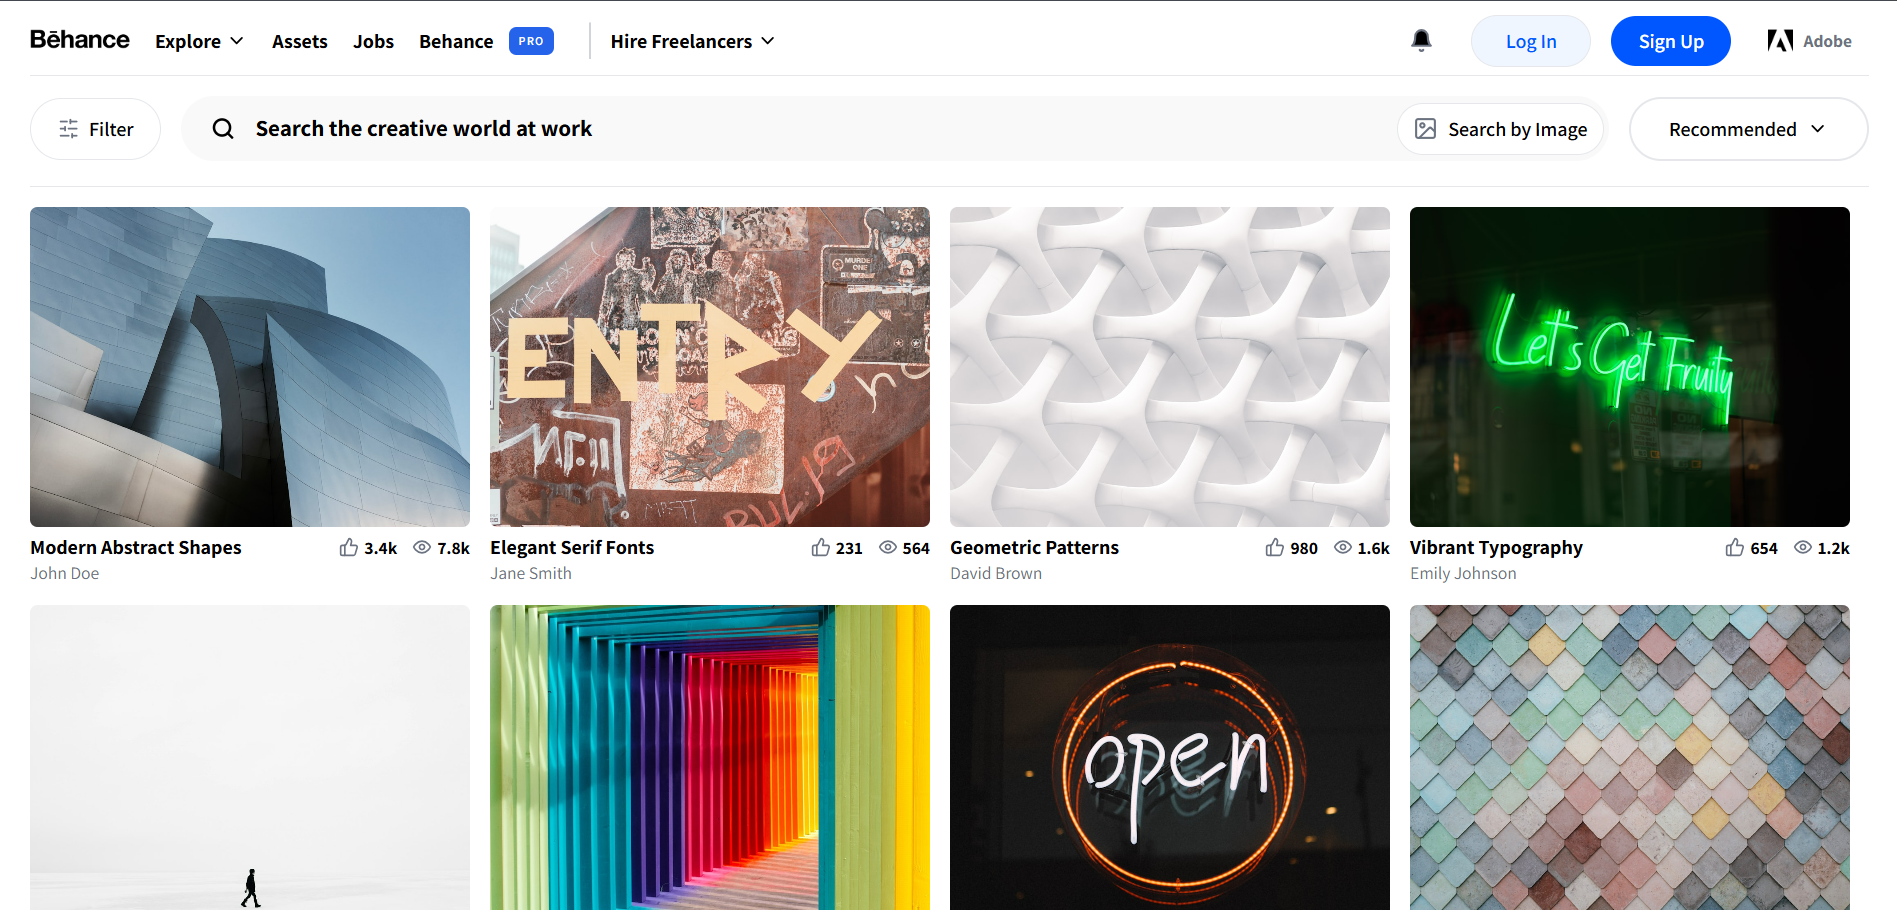 Bēhance Explore Assets Jobs Behance PRO Hire Freelancers Log In Sign Up Adobe
Filter Search the creative world at work Search by Image Recommended
ENTRY
MURDER
ONE
Let's Get Fruity
Modern Abstract Shapes 3.4k 7.8k
John Doe
Elegant Serif Fonts 231 564
Jane Smith
Geometric Patterns 980 1.6k
David Brown
Vibrant Typography 654 1.2k
Emily Johnson
open